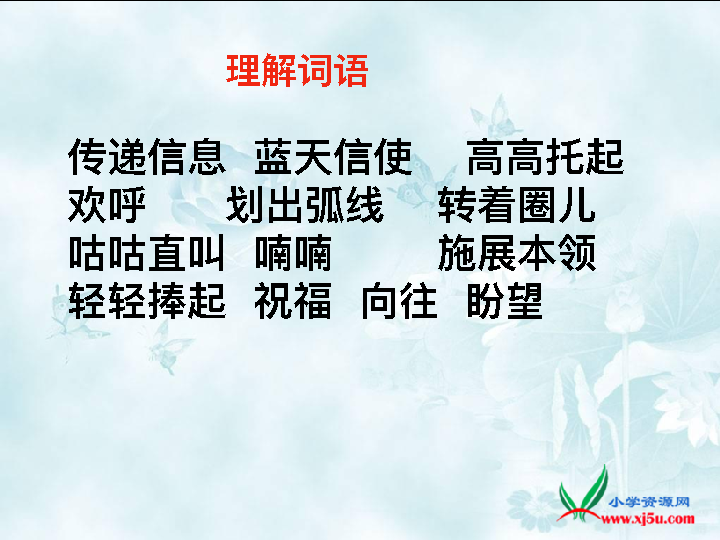 理解词语
传递信息 蓝天信使 高高托起
欢呼 划出弧线 转着圈儿
咕咕直叫 喃喃 施展本领
轻轻捧起 祝福 向往 盼望
小学资源网
www.xj5u.com